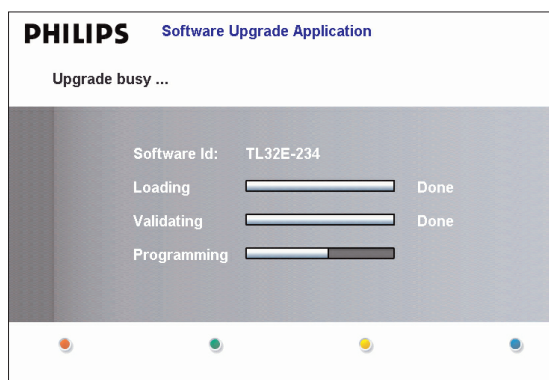 PHILIPS Software Upgrade Application
Upgrade busy ...
Software Id: TL32E-234
Loading Done
Validating Done
Programming